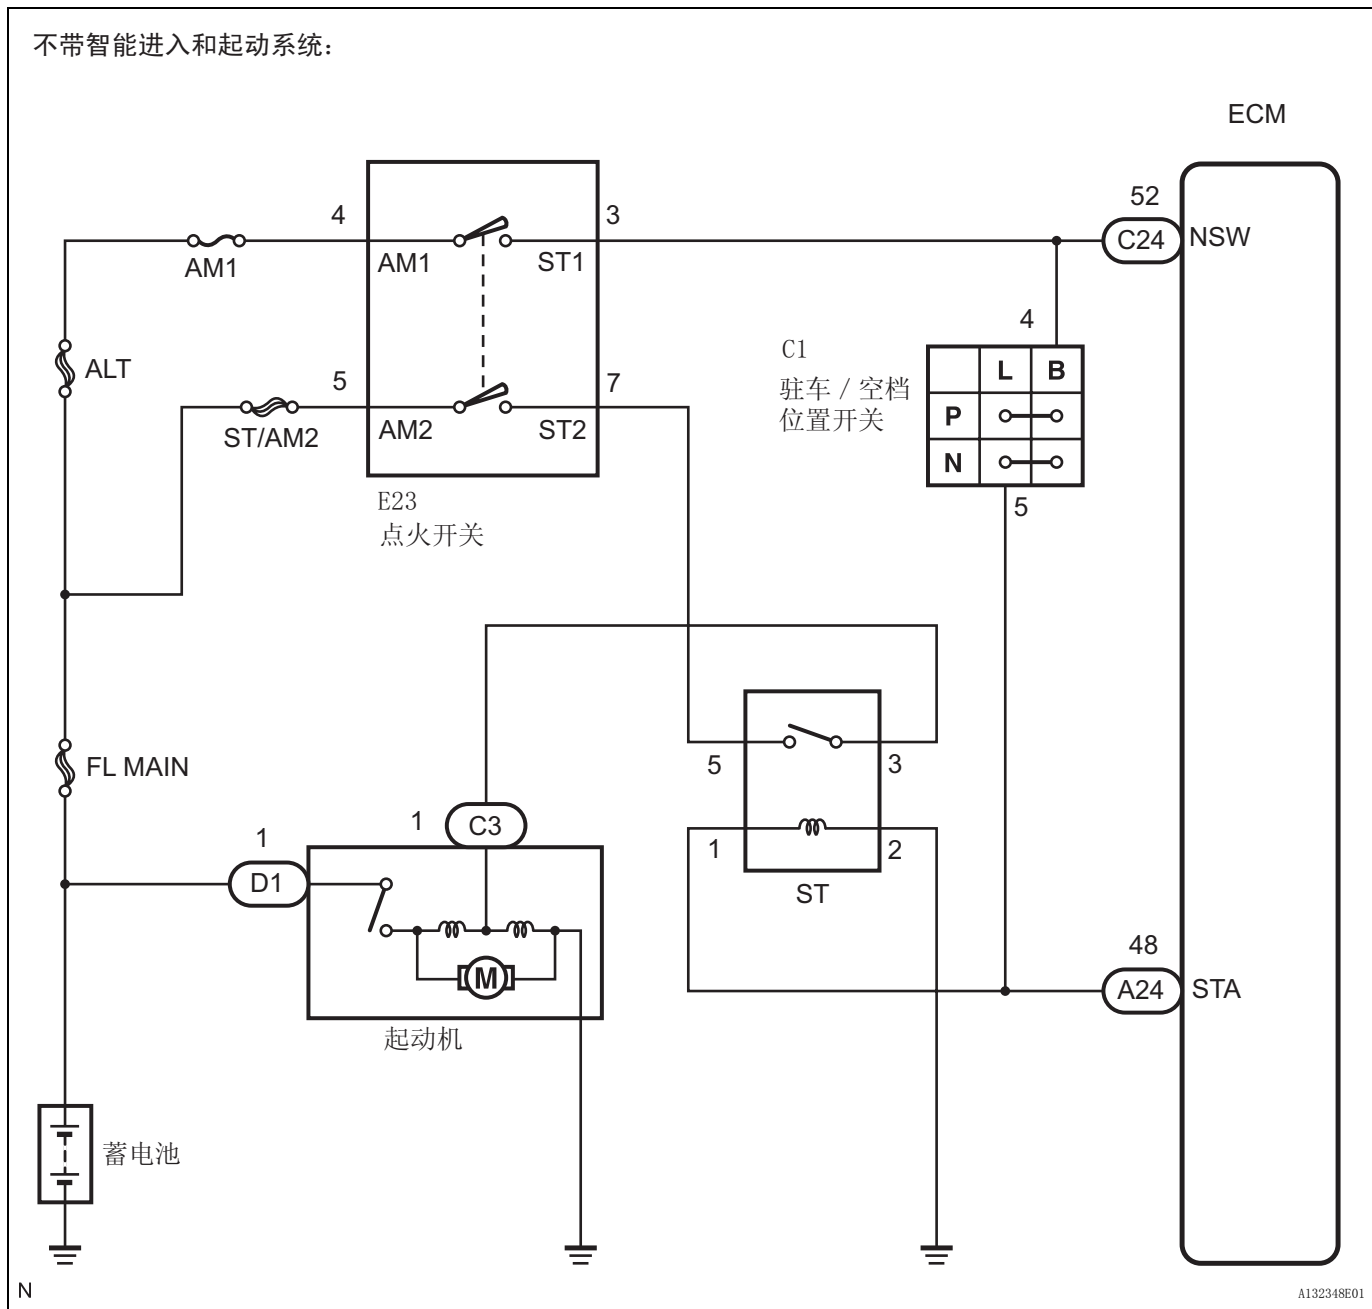 不带智能进入和起动系统：
ECM
52
4
3
C24
NSW
AM1
AM1
ST1
4
C1
L
B
ALT
5
7
驻车 / 空档
位置开关
P
ST/AM2
AM2
ST2
N
E23
点火开关
5
FL MAIN
5
3
1
1
C3
1
2
D1
ST
48
M
A24
STA
起动机
蓄电池
N
A132348E01